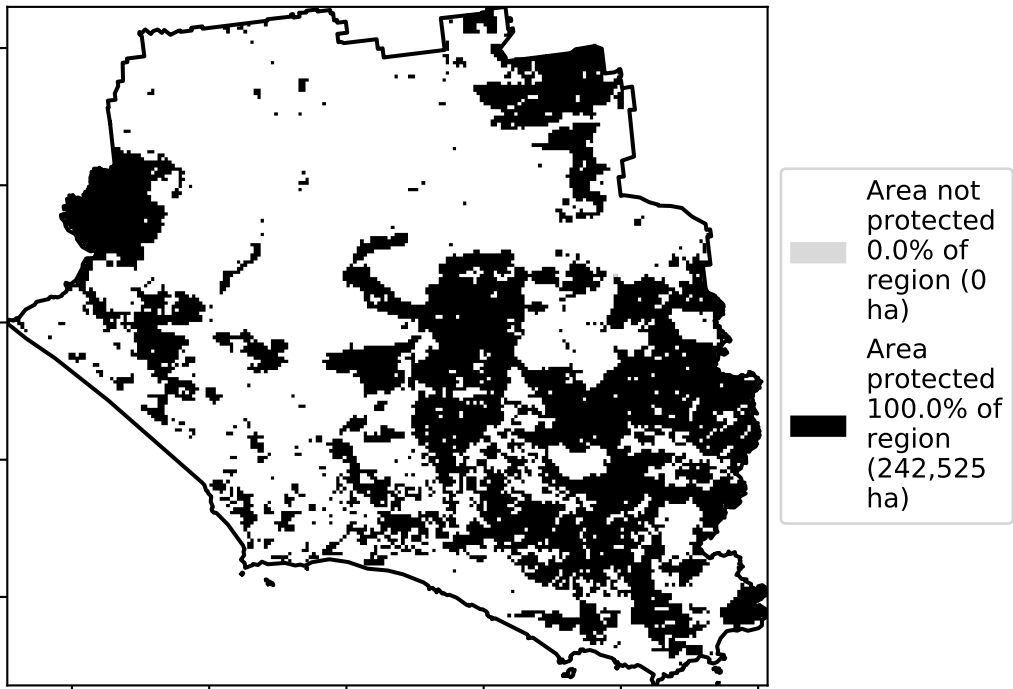 Area not
protected
0.0% of
region (0
ha)
Area
protected
100.0% of
region
(242,525
ha)